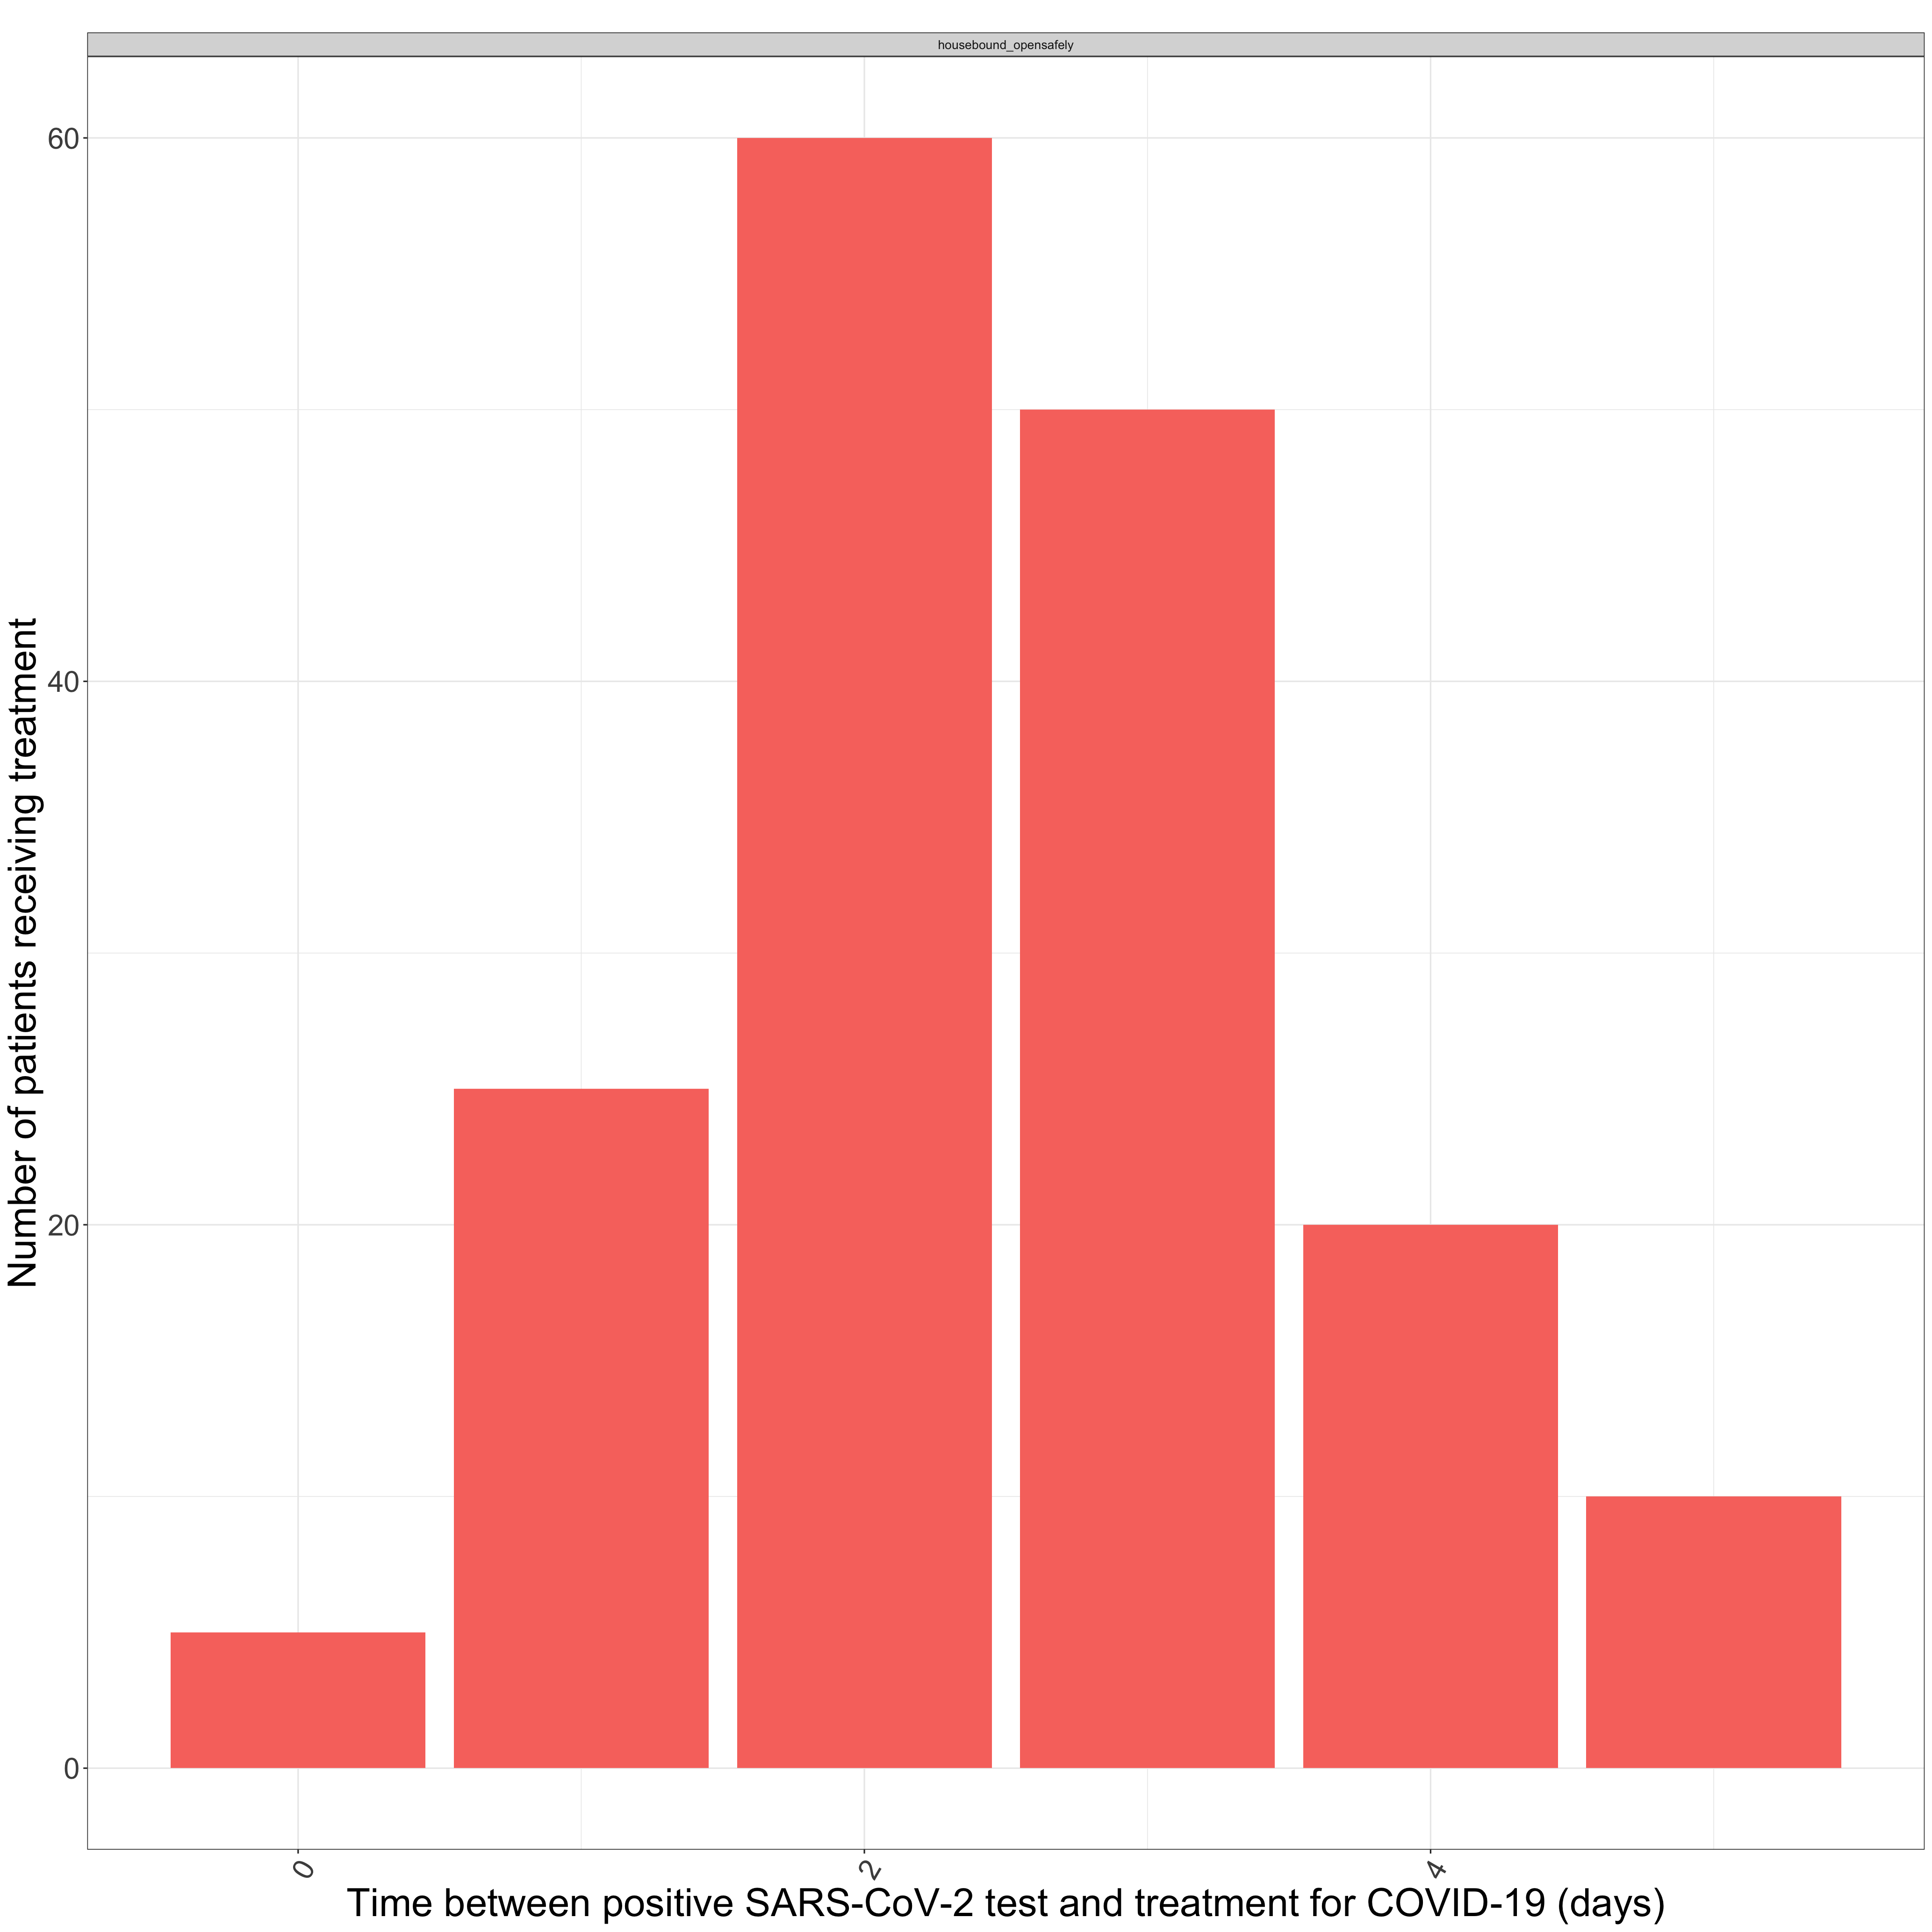 housebound_opensafely
Number of patients receiving treatment
60
40
20
0
0
2
4
Time between positive SARS-CoV-2 test and treatment for COVID-19 (days)